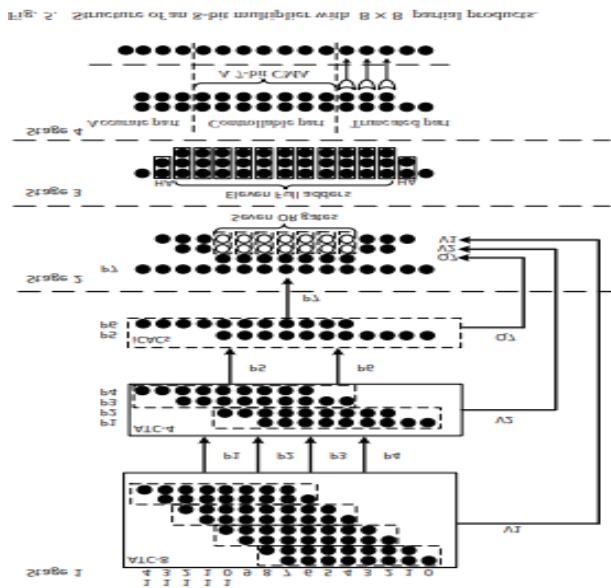 Stage 1
1 1 1 1 1
4 3 2 1 0 9 8 7 6 5 4 3 2 1 0
ATC-8
V1
P1 P2 P3 P4
ATC-4
P1
P2
P3
P4
V2
P5 P6
iCACs
P5
P6
Q7
P7
Stage 2
P7
Q7
V2
V1
Seven OR gates
Stage 3
Eleven Full adders
HA HA
Stage 4
Accurate part Controllable part Truncated part
A 7-bit CMA
Fig. 5. Structure of an 8-bit multiplier with 8 × 8 partial products.